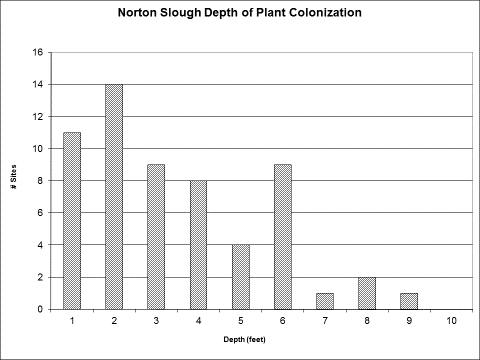 Norton Slough Depth of Plant Colonization
16
14
12
10
8
6
4
2
0
# Sites
1 2 3 4 5 6 7 8 9 10
Depth (feet)